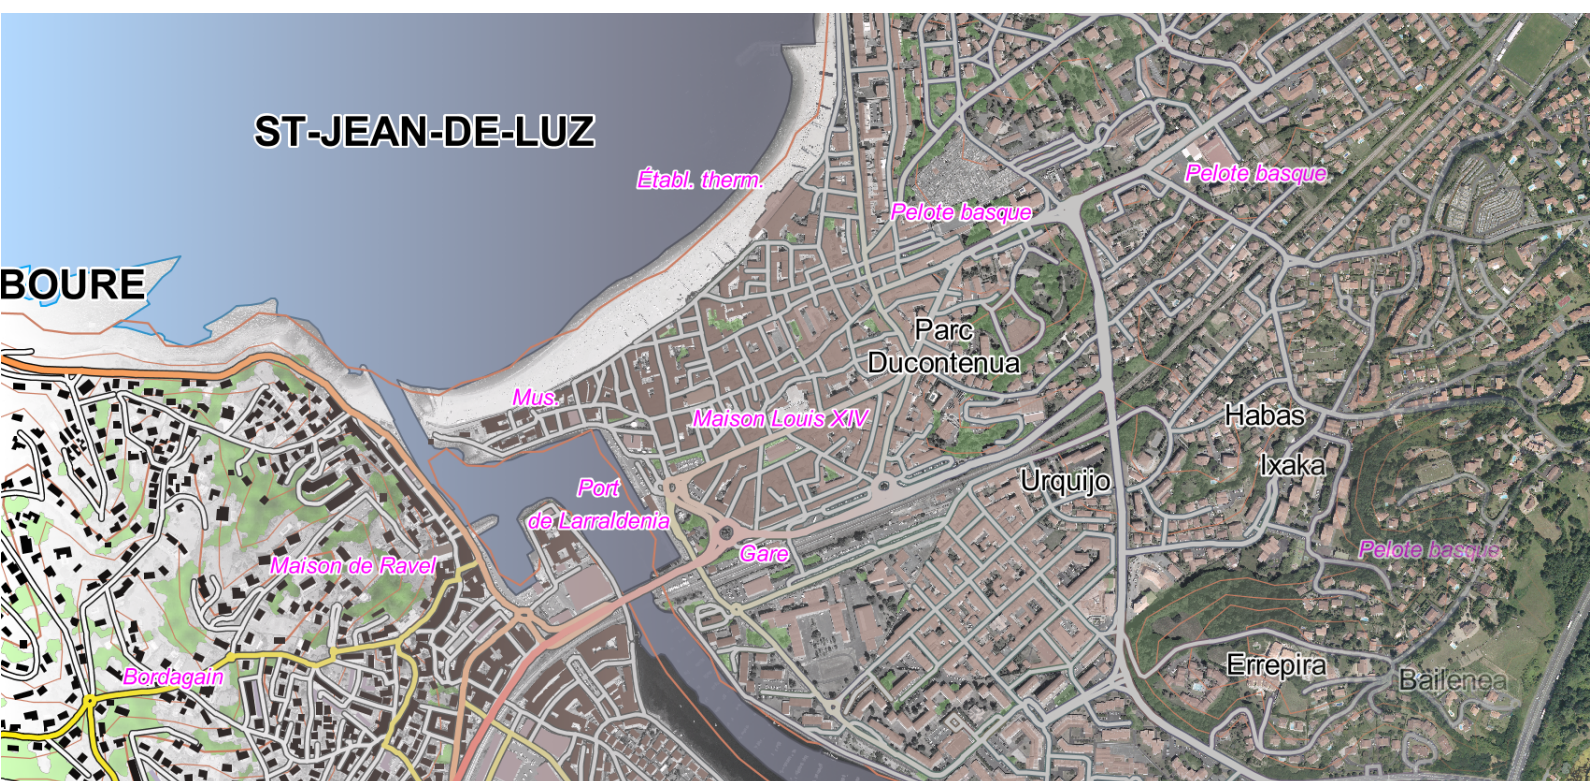 ST-JEAN-DE-LUZ
Établ. therm.
Pelote basque
Pelote basque
BOURE
Parc
Ducontenua
Mus.
Maison Louis XIV
Habas
Ixaka
Urquijo
Port
de Larraldenia
Gare
Maison de Ravel
Pelote basque
Bordagain
Errepira
Bailenea